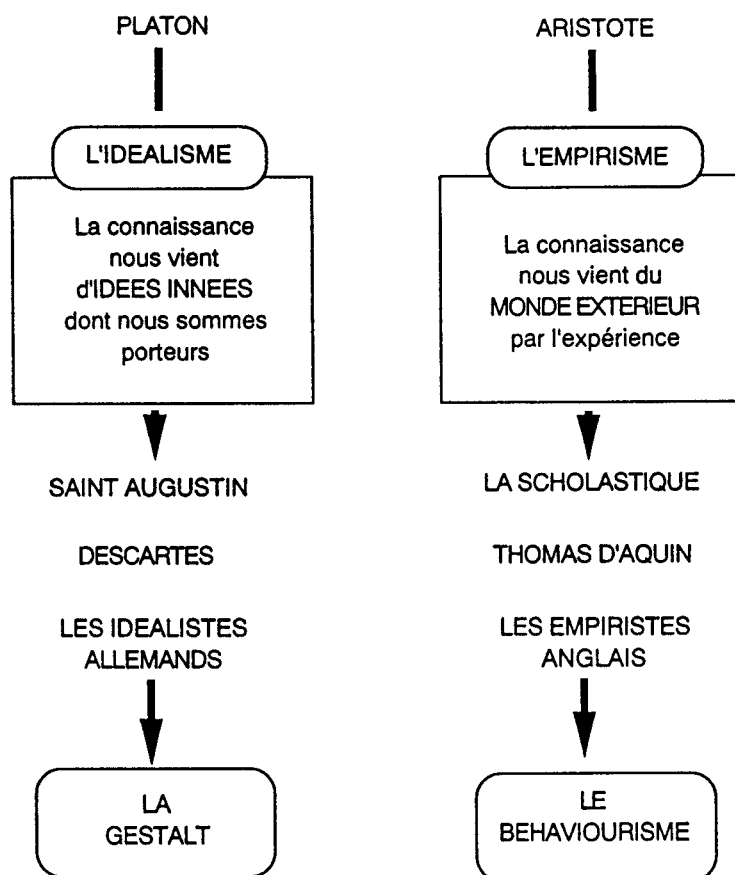 PLATON
L'IDEALISME
La connaissance
nous vient
d'IDEES INNEES
dont nous sommes
porteurs
SAINT AUGUSTIN
DESCARTES
LES IDEALISTES
ALLEMANDS
LA
GESTALT
ARISTOTE
L'EMPIRISME
La connaissance
nous vient du
MONDE EXTERIEUR
par l'expérience
LA SCHOLASTIQUE
THOMAS D'AQUIN
LES EMPIRISTES
ANGLAIS
LE
BEHAVIOURISME